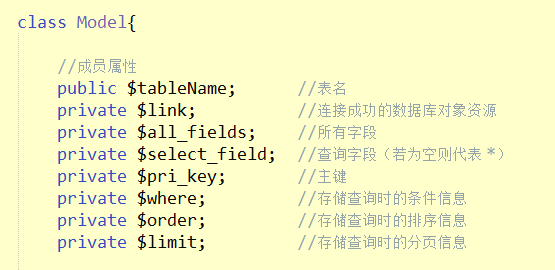 class Model{
//成员属性
public $tableName; //表名
private $link; //连接成功的数据库对象资源
private $all_fields; //所有字段
private $select_field; //查询字段（若为空则代表 *）
private $pri_key; //主键
private $where; //存储查询时的条件信息
private $order; //存储查询时的排序信息
private $limit; //存储查询时的分页信息